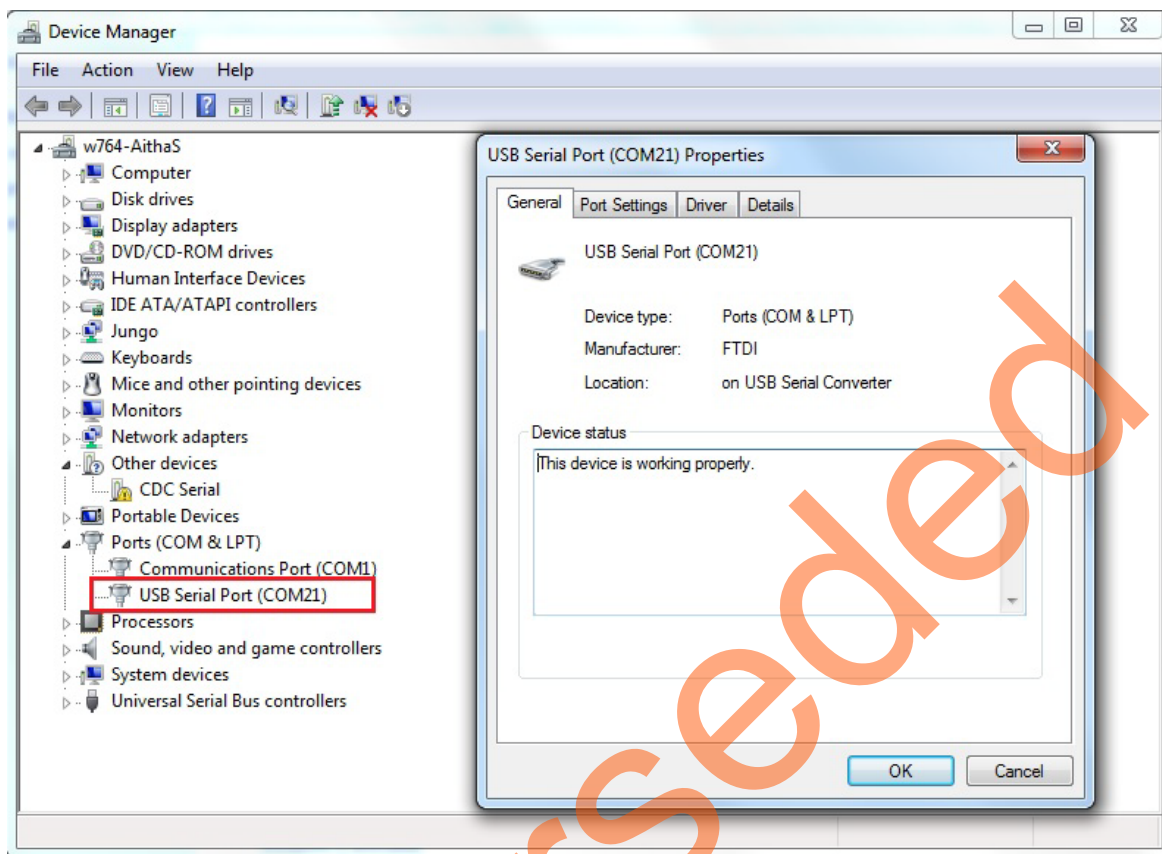 Device Manager
File Action View Help
w764-AithaS
Computer
Disk drives
Display adapters
DVD/CD-ROM drives
Human Interface Devices
IDE ATA/ATAPI controllers
Jungo
Keyboards
Mice and other pointing devices
Monitors
Network adapters
Other devices
CDC Serial
Portable Devices
Ports (COM & LPT)
Communications Port (COM1)
USB Serial Port (COM21)
Processors
Sound, video and game controllers
System devices
Universal Serial Bus controllers
USB Serial Port (COM21) Properties
General Port Settings Driver Details
USB Serial Port (COM21)
Device type: Ports (COM & LPT)
Manufacturer: FTDI
Location: on USB Serial Converter
Device status
This device is working properly.
OK Cancel
seded